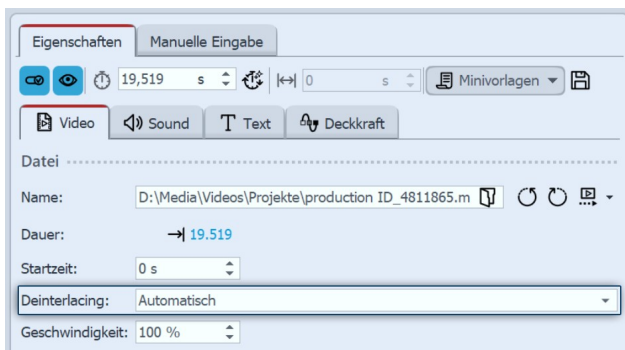 Eigenschaften Manuelle Eingabe
19,519 s 0 s Minivorlagen
Video Sound T Text Deckkraft
Datei
Name: D:\Media\Videos\Projekte\production ID_4811865.m
Dauer: 19.519
Startzeit: 0 s
Deinterlacing: Automatisch
Geschwindigkeit: 100 %